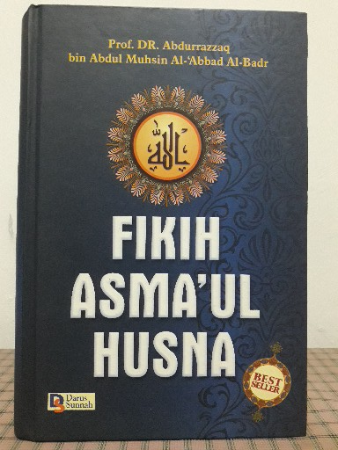 Prof. DR. Abdurrazzaq
bin Abdul Muhsin Al-'Abbad Al-Badr
الله
FIKIH
ASMA'UL
HUSNA
BEST
SELLER
Darus
Sunnah